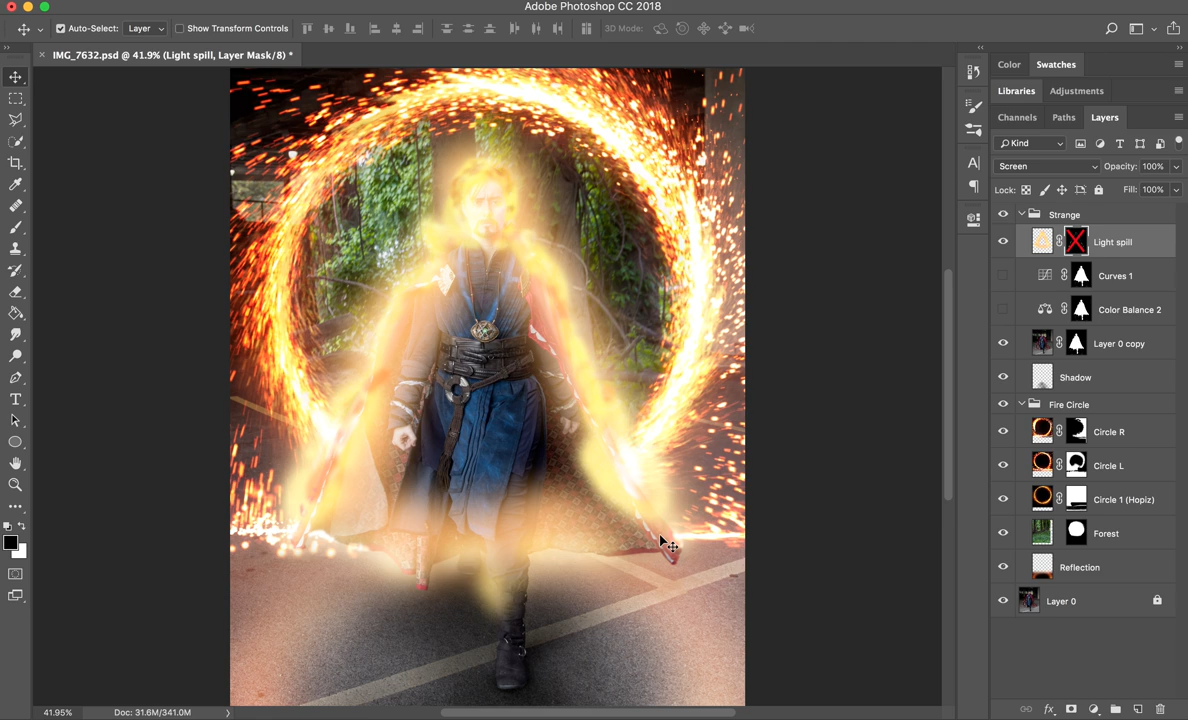 Adobe Photoshop CC 2018
Auto-Select: Layer Show Transform Controls 3D Mode:
IMG_7632.psd @ 41.9% (Light spill, Layer Mask/8) *
Color Swatches
Libraries Adjustments
Channels Paths Layers
Kind
Screen Opacity: 100%
Lock: Fill: 100%
Strange
Light spill
Curves 1
Color Balance 2
Layer 0 copy
Shadow
Fire Circle
Circle R
Circle L
Circle 1 (Hopiz)
Forest
Reflection
Layer 0
41.95% Doc: 31.6M/341.0M